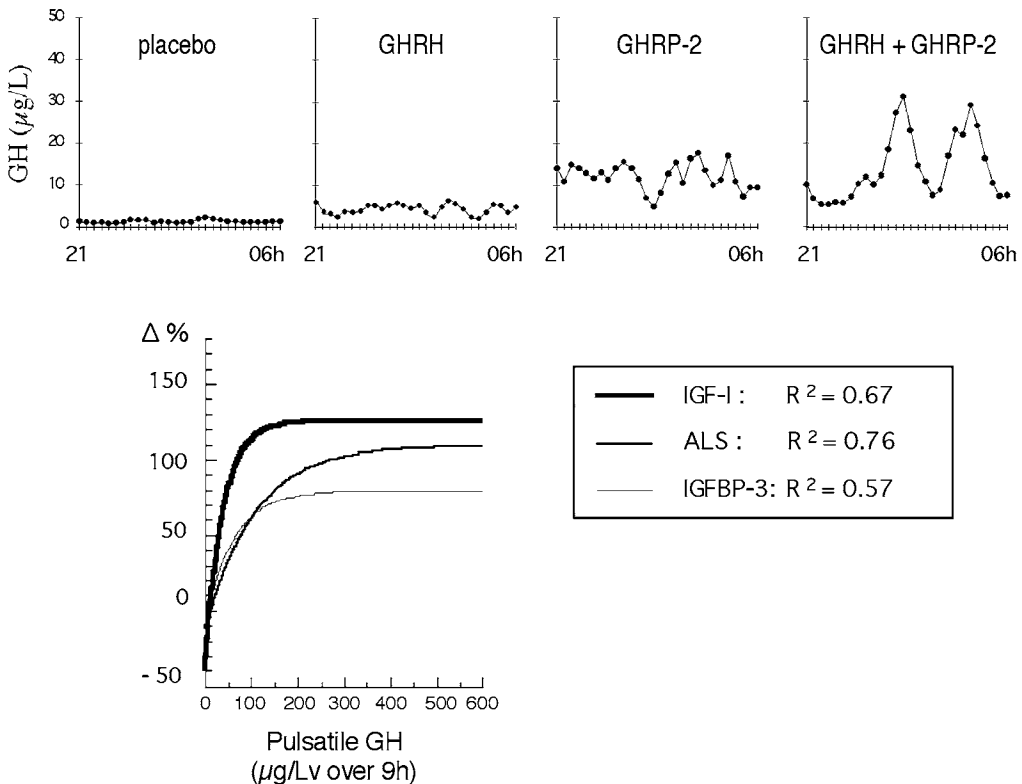 50
40
30
20
10
0
GH (µg/L)
placebo
GHRH
GHRP-2
GHRH + GHRP-2
21 06h
21 06h
21 06h
21 06h
Δ %
150
100
50
0
- 50
0 100 200 300 400 500 600
Pulsatile GH
(µg/Lv over 9h)
IGF-I : R² = 0.67
ALS : R² = 0.76
IGFBP-3: R² = 0.57